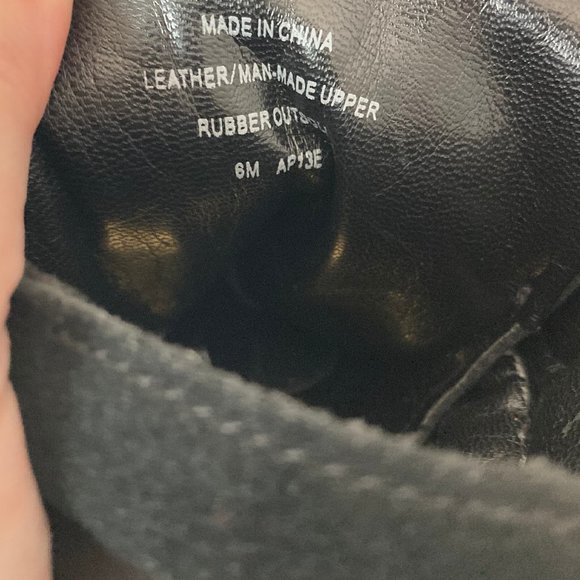 MADE IN CHINA
LEATHER/MAN-MADE UPPER
RUBBER
6M AP13E